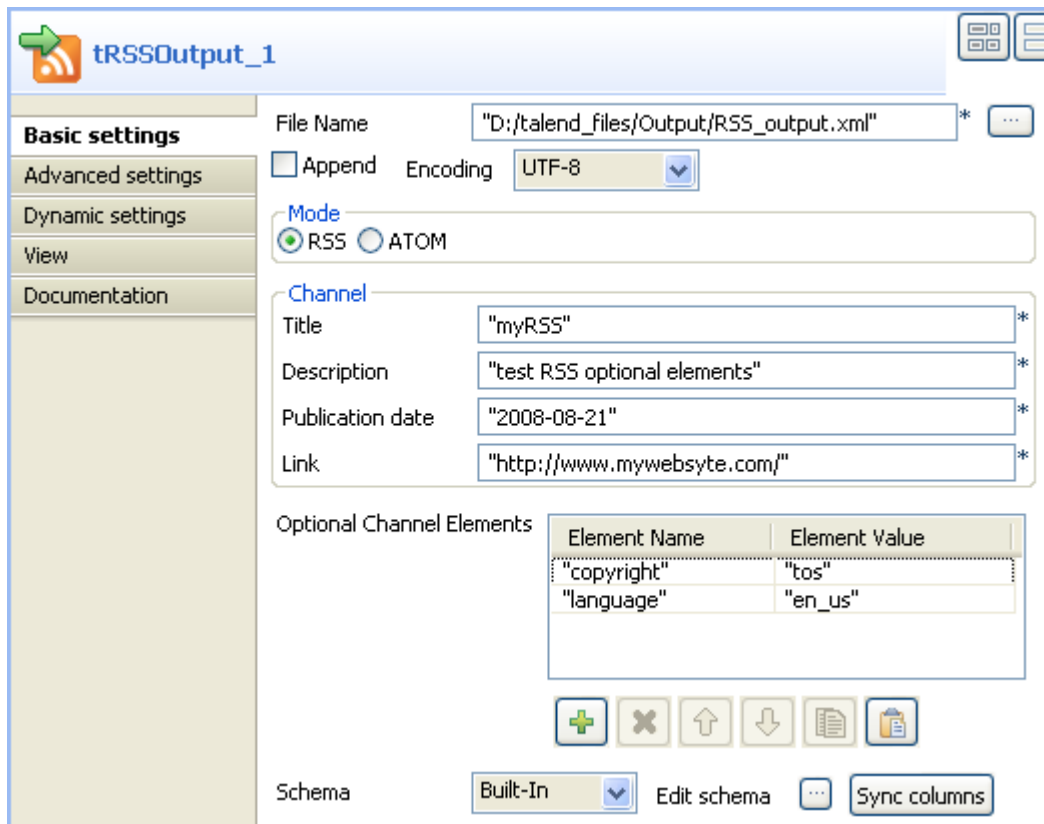 tRSSOutput_1
Basic settings
Advanced settings
Dynamic settings
View
Documentation
File Name "D:/talend_files/Output/RSS_output.xml" * ...
Append Encoding UTF-8
Mode
RSS ATOM
Channel
Title "myRSS" *
Description "test RSS optional elements" *
Publication date "2008-08-21" *
Link "http://www.mywebsyte.com/" *
Optional Channel Elements
Element Name Element Value
"copyright" "tos"
"language" "en_us"
Schema Built-In Edit schema ... Sync columns